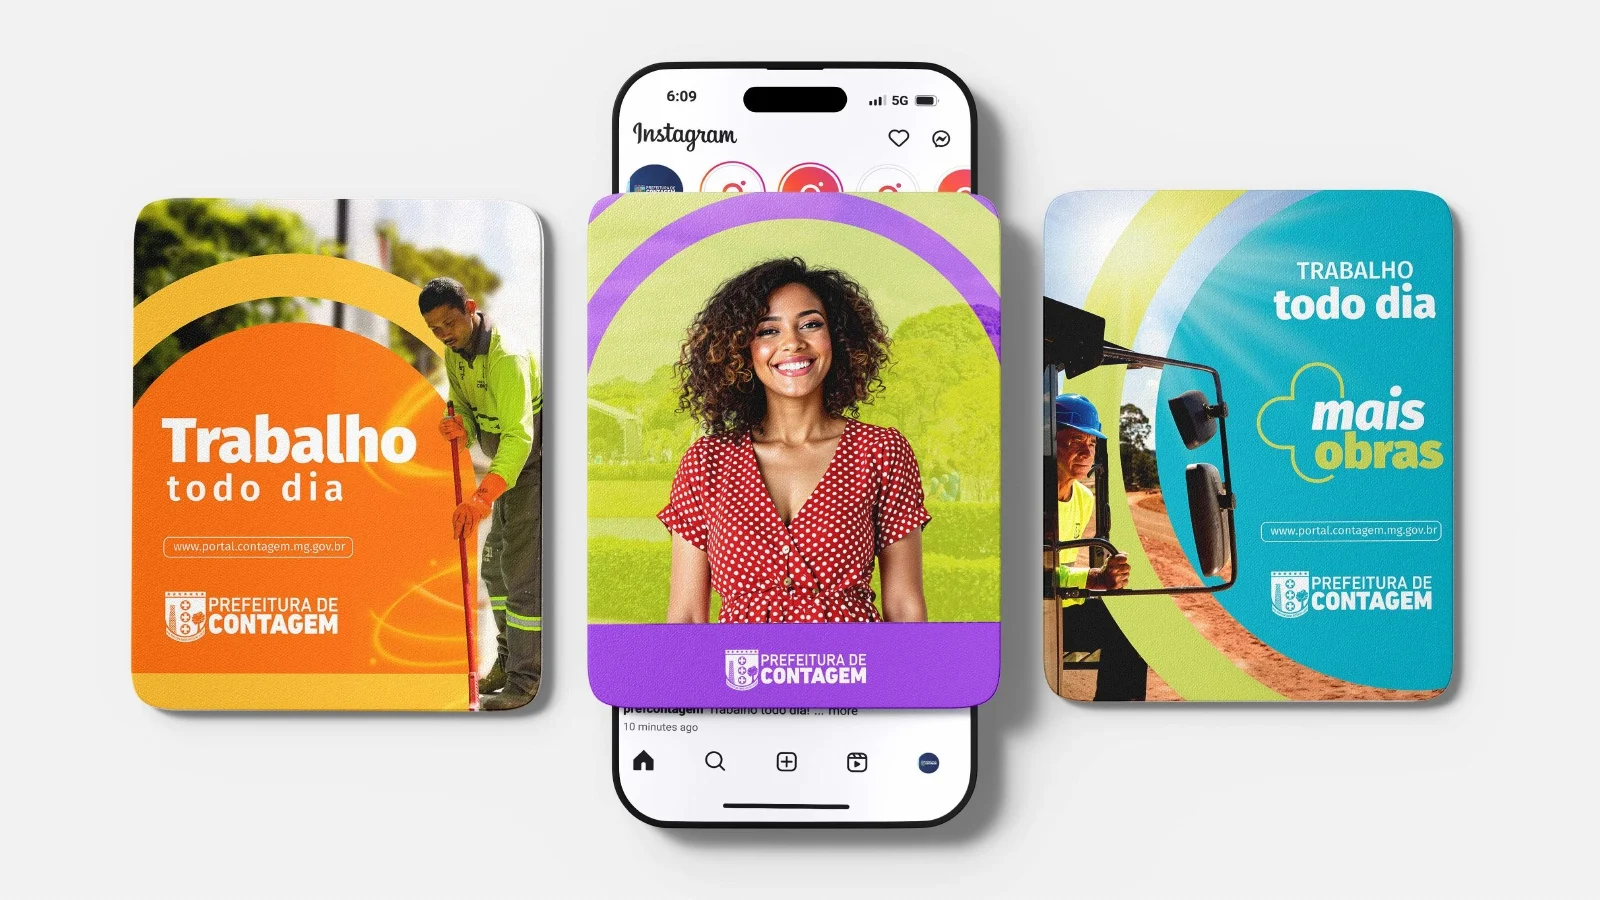 6:09
5G
Instagram
Trabalho
todo dia
www.portal.contagem.mg.gov.br
PREFEITURA DE
CONTAGEM
PREFEITURA DE
CONTAGEM
prefcontagem Trabalho todo dia! ... more
10 minutes ago
TRABALHO
todo dia
mais
obras
www.portal.contagem.mg.gov.br
PREFEITURA DE
CONTAGEM